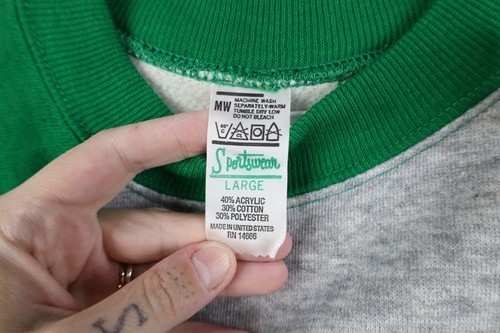 MW
MACHINE WASH
SEPARATELY-WARM
TUMBLE DRY LOW
DO NOT BLEACH
Sportswear
LARGE
40% ACRYLIC
30% COTTON
30% POLYESTER
MADE IN UNITED STATES
RN 14666